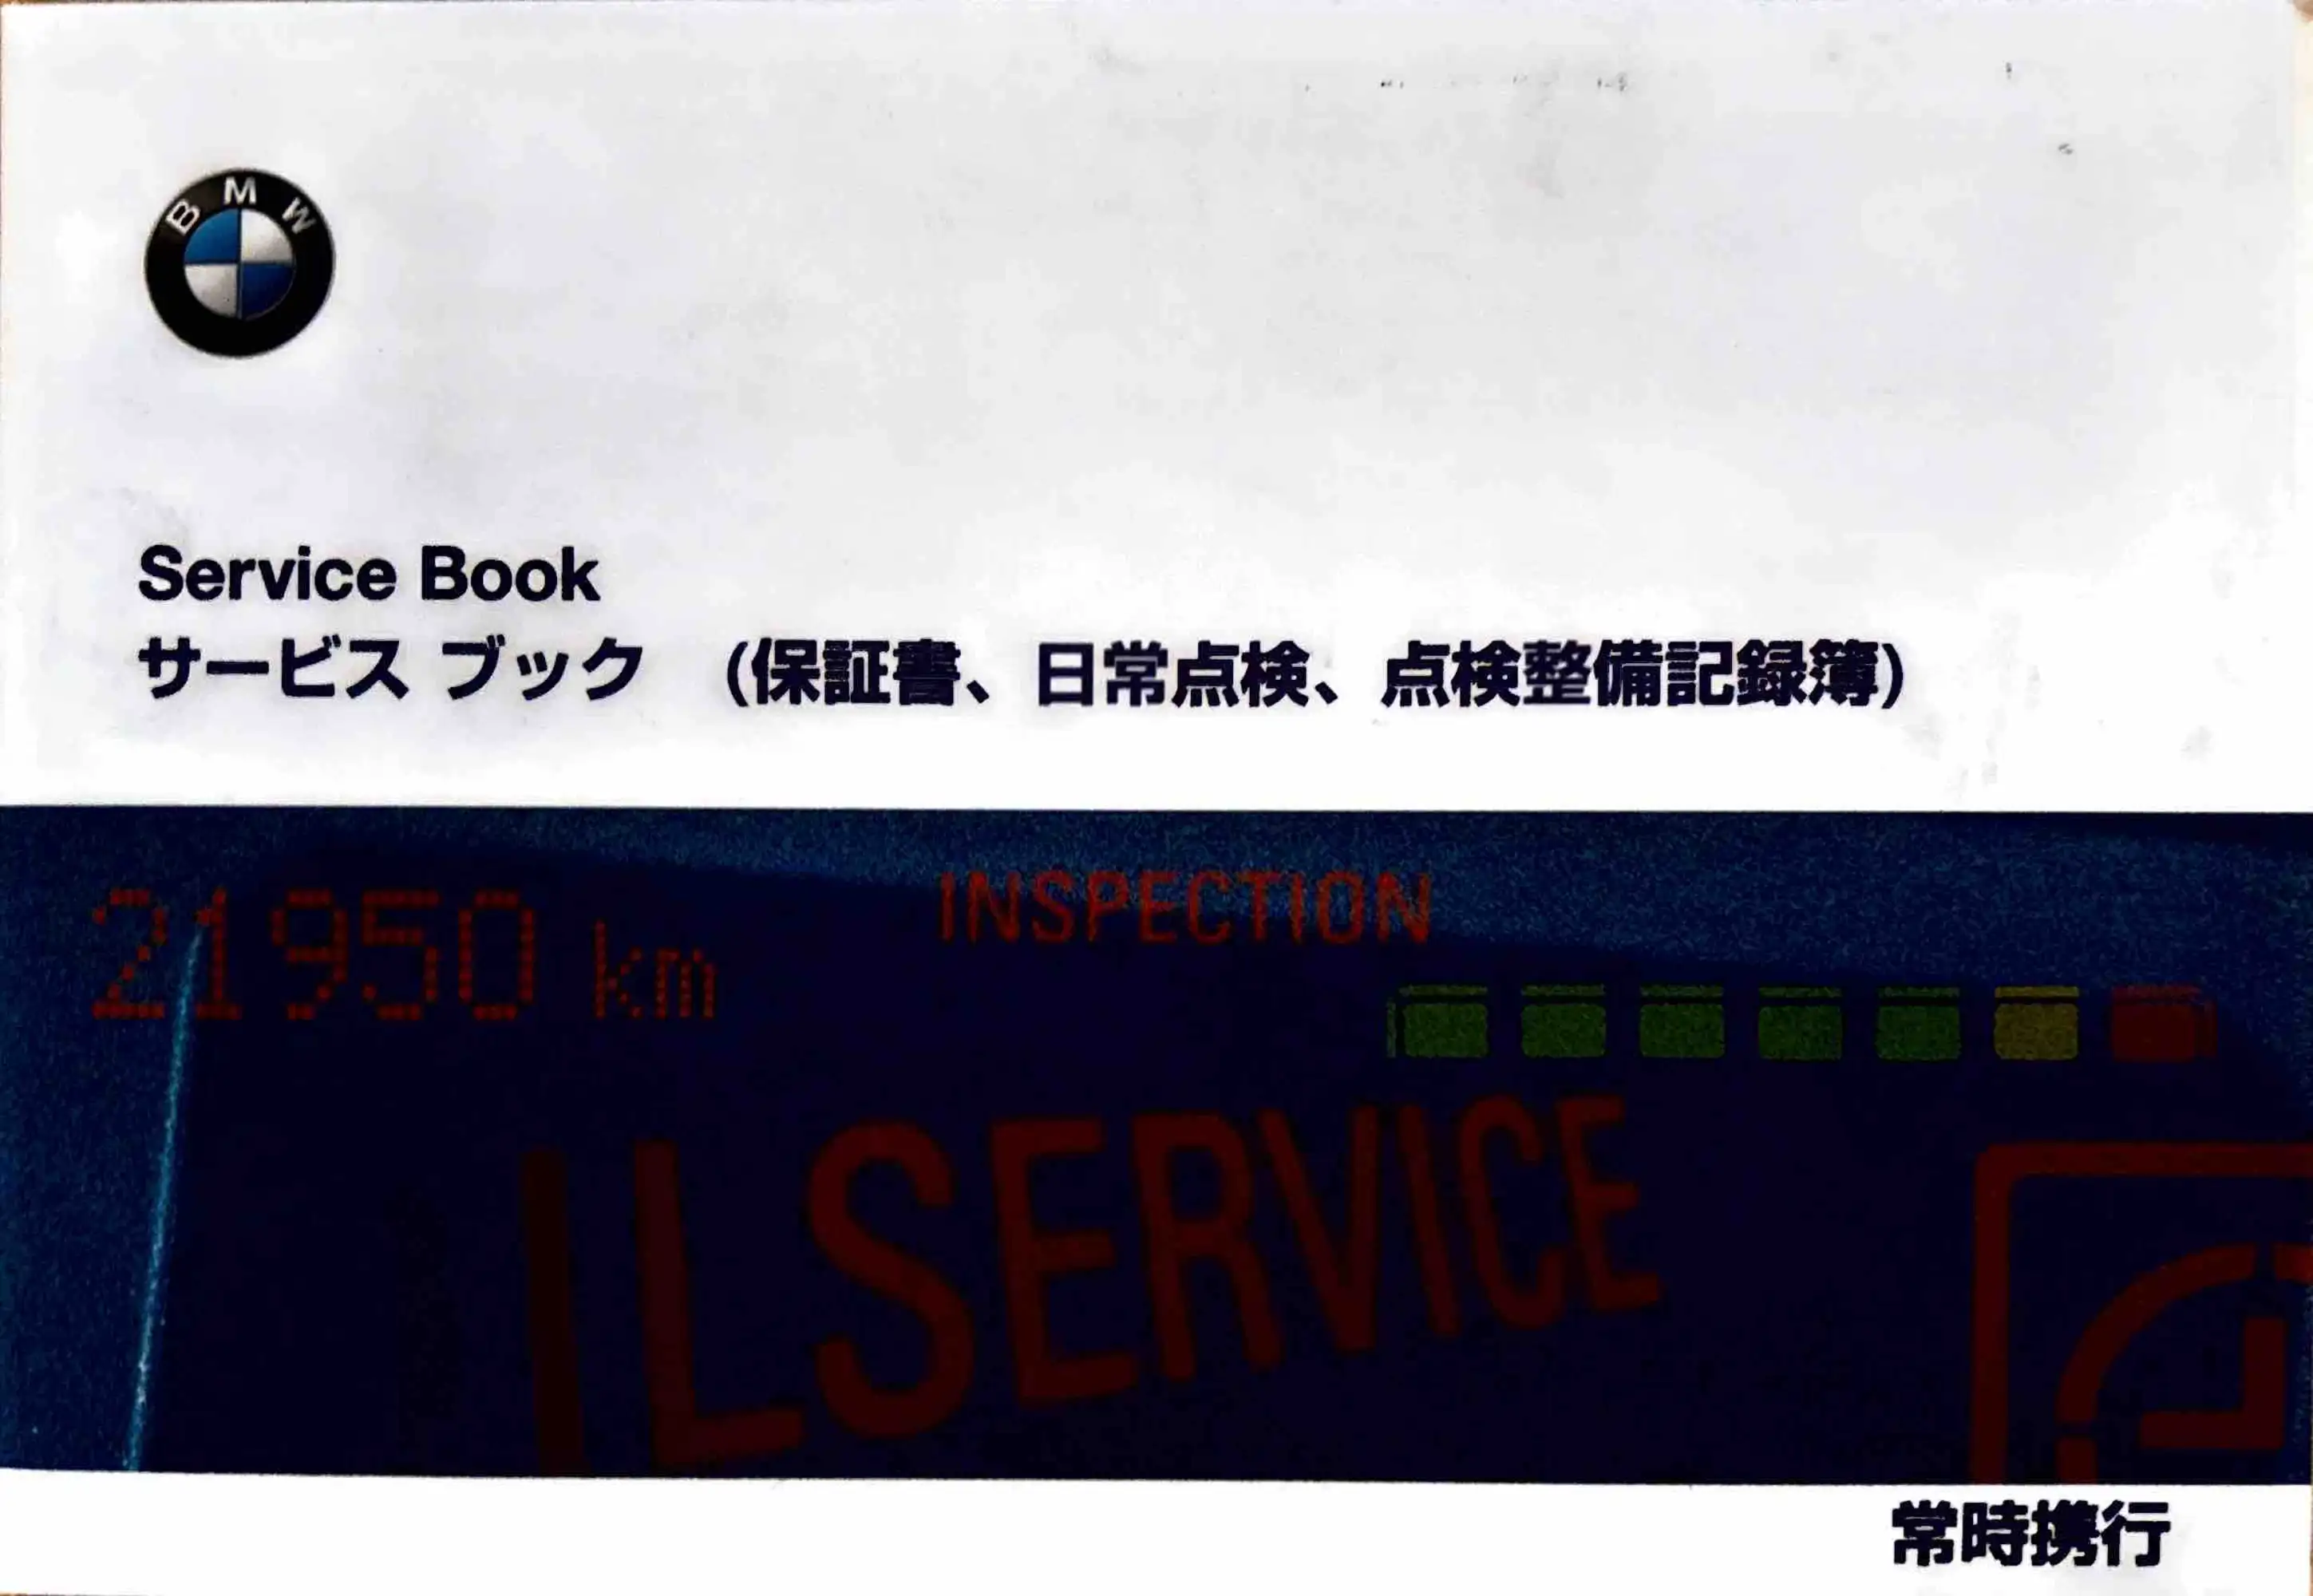 BMW
Service Book
サービス ブック (保証書、日常点検、点検整備記録簿)
INSPECTION
21950 km
ILSERVICE
常時携行